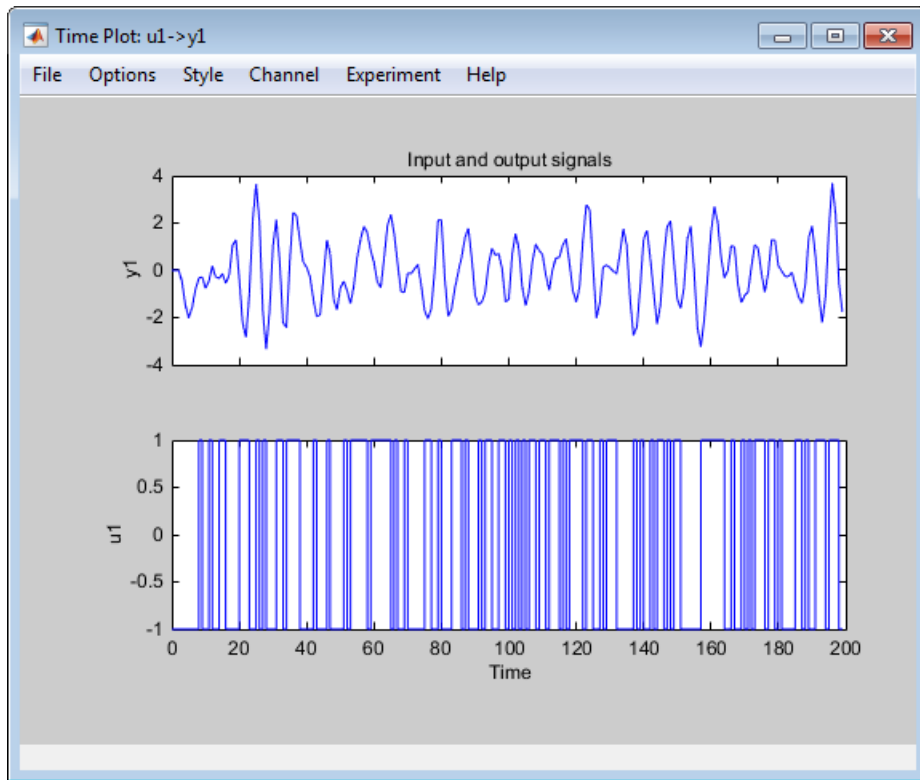 Time Plot: u1->y1
File Options Style Channel Experiment Help
Input and output signals
4
2
0
-2
-4
y1
1
0.5
0
-0.5
-1
u1
0 20 40 60 80 100 120 140 160 180 200
Time